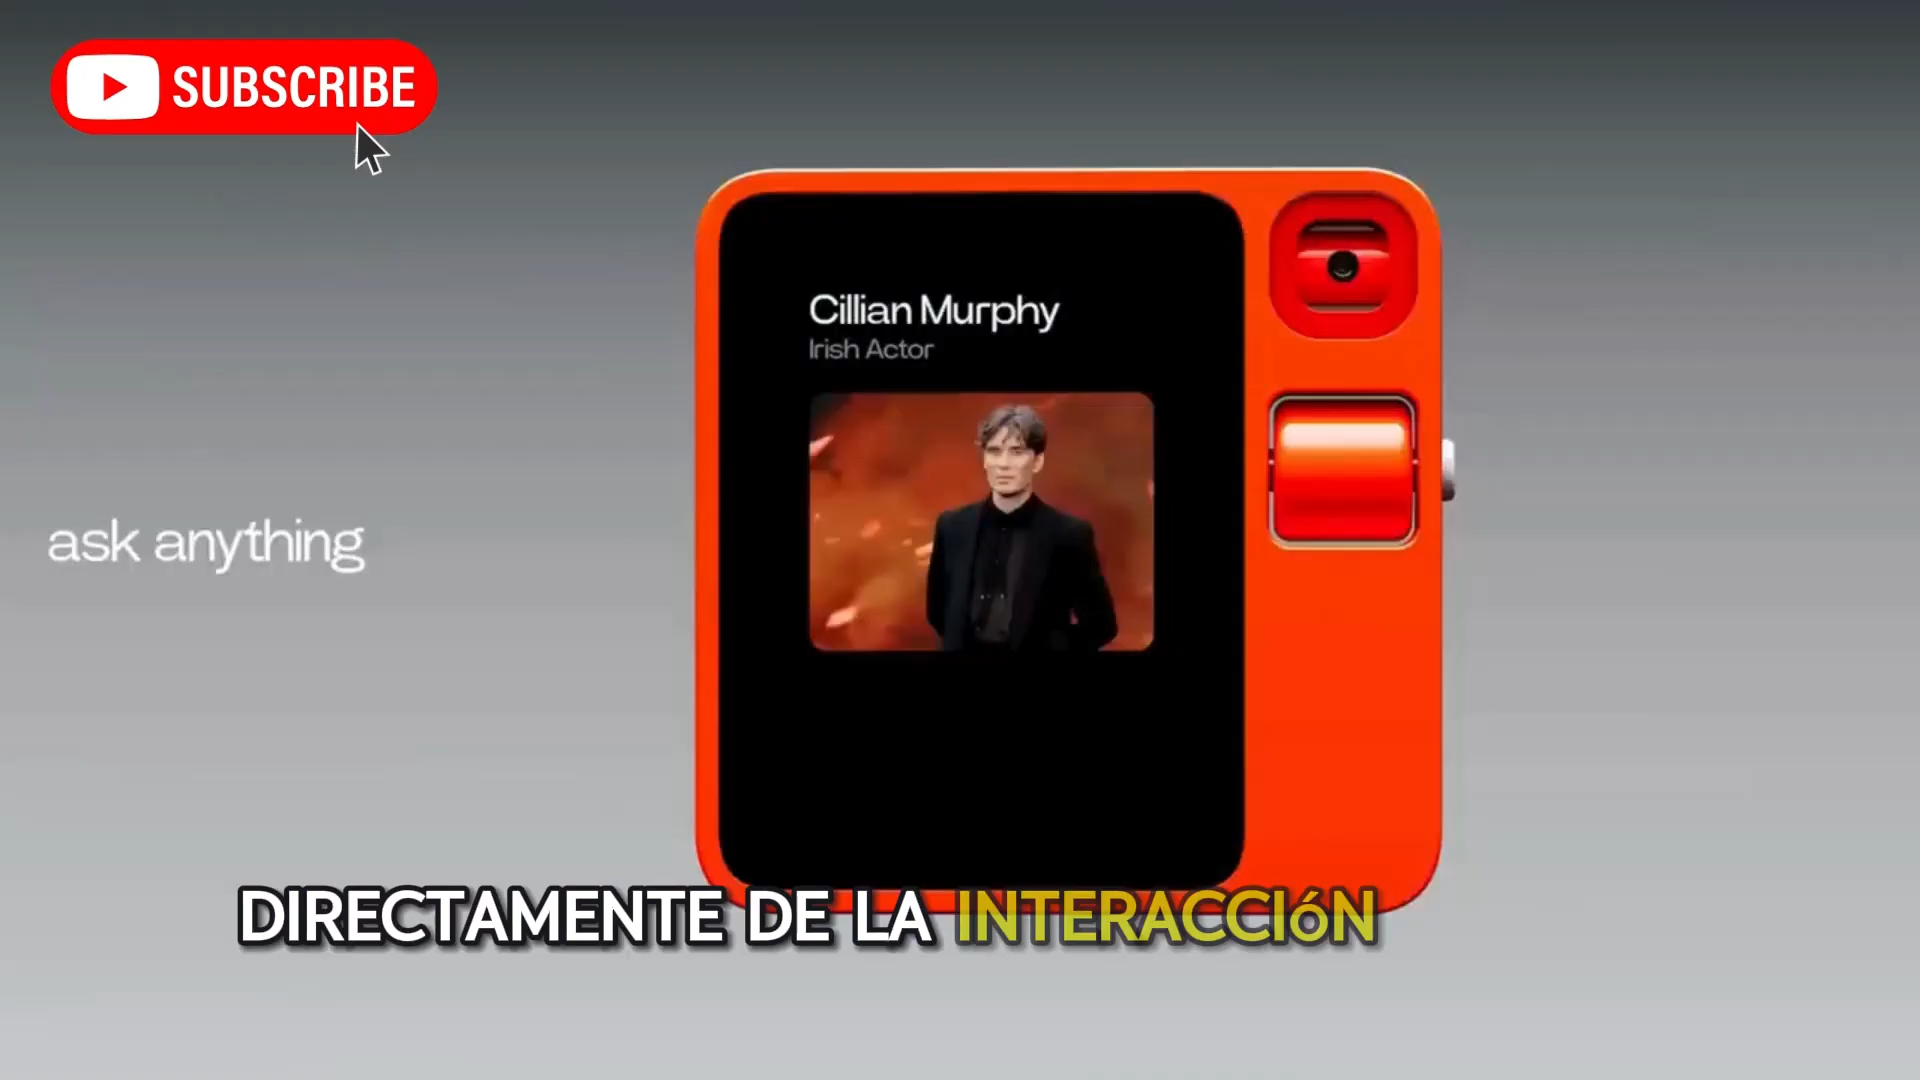 SUBSCRIBE
Cillian Murphy
Irish Actor
ask anything
DIRECTAMENTE DE LA INTERACCIóN